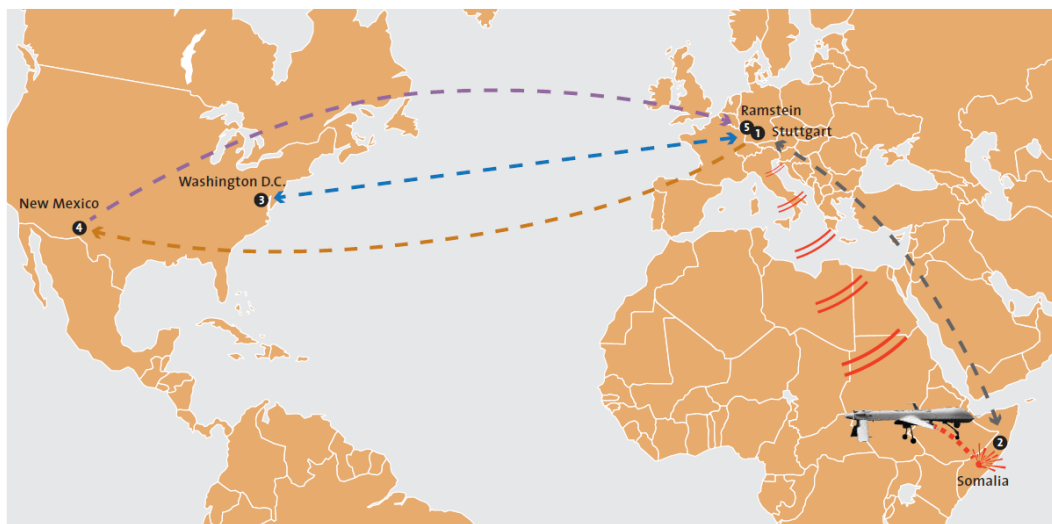 Ramstein
5 1 Stuttgart
Washington D.C.
3
New Mexico
4
2
Somalia